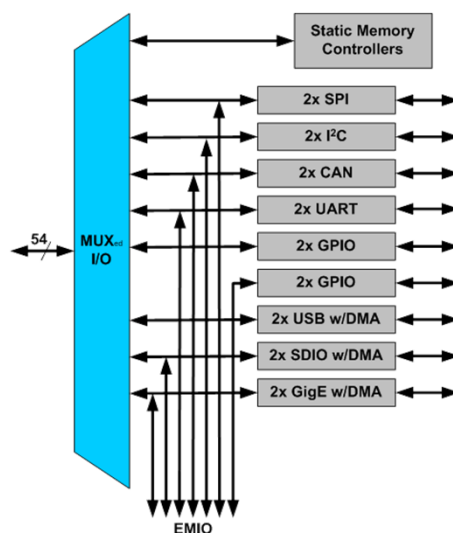 Static Memory
Controllers
2x SPI
2x I²C
2x CAN
2x UART
54
MUXed
I/O
2x GPIO
2x GPIO
2x USB w/DMA
2x SDIO w/DMA
2x GigE w/DMA
EMIO